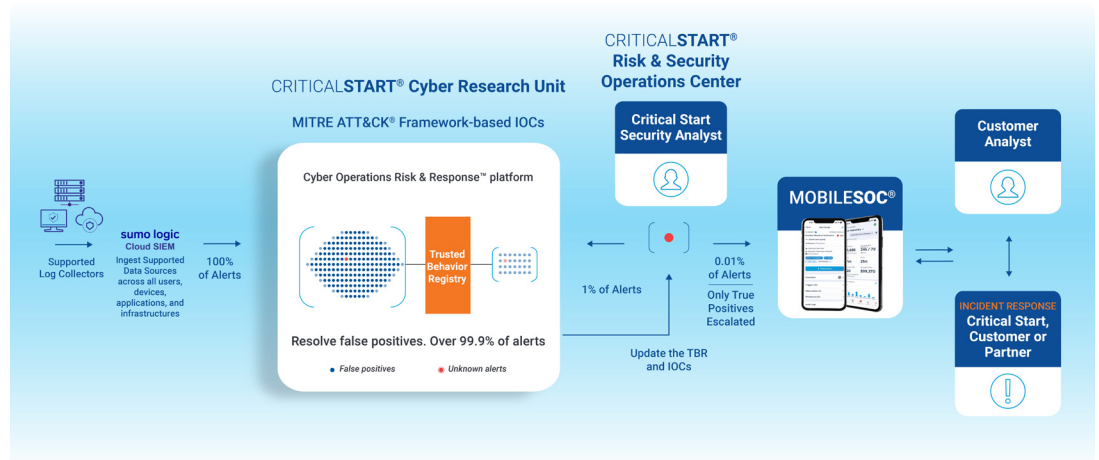 CRITICALSTART® Cyber Research Unit
MITRE ATT&CK® Framework-based IOCs
CRITICALSTART®
Risk & Security
Operations Center
Supported
Log Collectors
sumo logic
Cloud SIEM
Ingest Supported
Data Sources
across all users,
devices,
applications, and
infrastructures
100%
of Alerts
Cyber Operations Risk & Response™ platform
Trusted
Behavior
Registry
Resolve false positives. Over 99.9% of alerts
False positives
Unknown alerts
Critical Start
Security Analyst
1% of Alerts
Update the TBR
and IOCs
0.01%
of Alerts
Only True
Positives
Escalated
MOBILESOC®
Customer
Analyst
INCIDENT RESPONSE
Critical Start,
Customer or
Partner